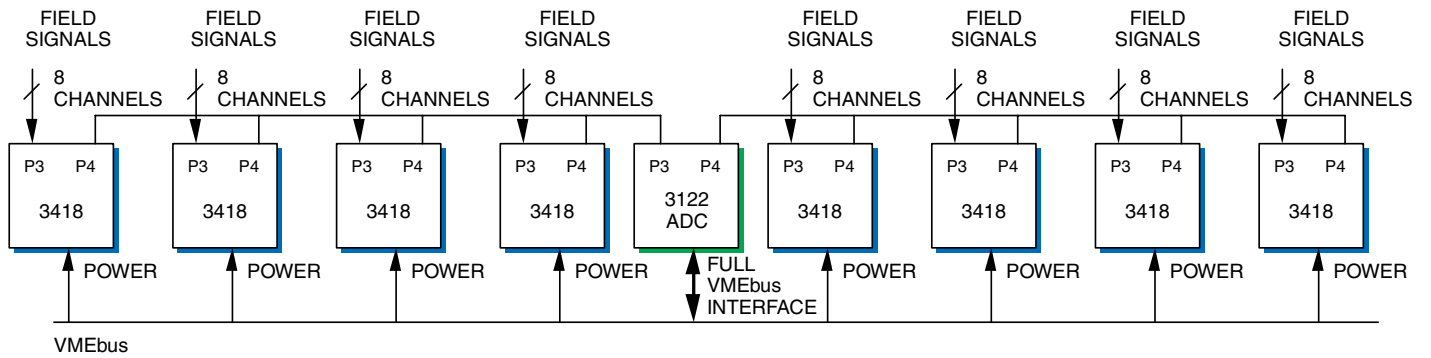 FIELD SIGNALS FIELD SIGNALS FIELD SIGNALS FIELD SIGNALS FIELD SIGNALS FIELD SIGNALS FIELD SIGNALS FIELD SIGNALS
8 CHANNELS 8 CHANNELS 8 CHANNELS 8 CHANNELS 8 CHANNELS 8 CHANNELS 8 CHANNELS 8 CHANNELS
P3 P4 P3 P4 P3 P4 P3 P4 P3 P4 P3 P4 P3 P4 P3 P4 P3 P4
3418 3418 3418 3418 3122 ADC 3418 3418 3418 3418
POWER POWER POWER POWER FULL VMEbus INTERFACE POWER POWER POWER POWER
VMEbus